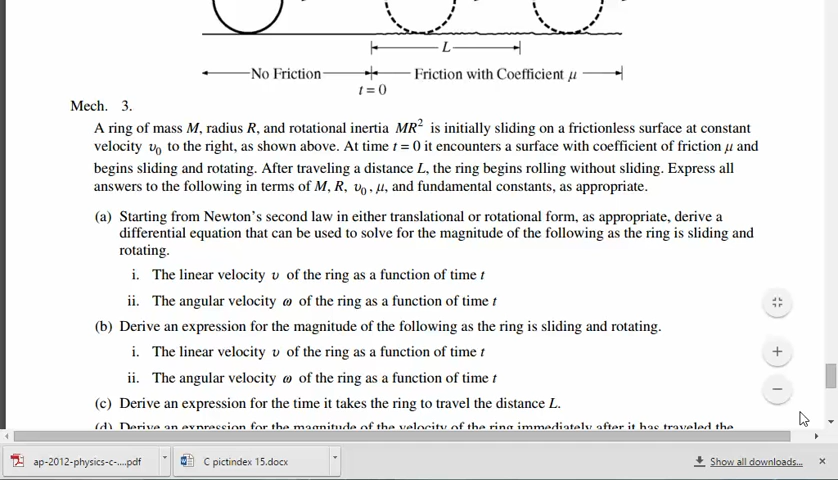 L
No Friction Friction with Coefficient μ
t = 0
Mech. 3.
A ring of mass M, radius R, and rotational inertia MR² is initially sliding on a frictionless surface at constant
velocity υ₀ to the right, as shown above. At time t = 0 it encounters a surface with coefficient of friction μ and
begins sliding and rotating. After traveling a distance L, the ring begins rolling without sliding. Express all
answers to the following in terms of M, R, υ₀, μ, and fundamental constants, as appropriate.
(a) Starting from Newton's second law in either translational or rotational form, as appropriate, derive a
differential equation that can be used to solve for the magnitude of the following as the ring is sliding and
rotating.
i. The linear velocity υ of the ring as a function of time t
ii. The angular velocity ω of the ring as a function of time t
(b) Derive an expression for the magnitude of the following as the ring is sliding and rotating.
i. The linear velocity υ of the ring as a function of time t
ii. The angular velocity ω of the ring as a function of time t
(c) Derive an expression for the time it takes the ring to travel the distance L.
(d) Derive an expression for the magnitude of the velocity of the ring immediately after it has traveled the
ap-2012-physics-c-....pdf C pictindex 15.docx Show all downloads...